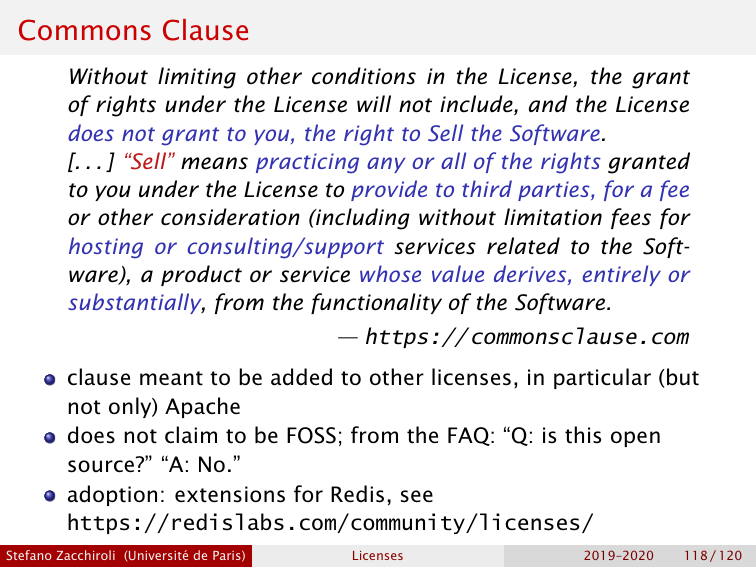 Commons Clause
Without limiting other conditions in the License, the grant
of rights under the License will not include, and the License
does not grant to you, the right to Sell the Software.
[...] “Sell” means practicing any or all of the rights granted
to you under the License to provide to third parties, for a fee
or other consideration (including without limitation fees for
hosting or consulting/support services related to the Soft-
ware), a product or service whose value derives, entirely or
substantially, from the functionality of the Software.
— https://commonsclause.com
clause meant to be added to other licenses, in particular (but
not only) Apache
does not claim to be FOSS; from the FAQ: “Q: is this open
source?” “A: No.”
adoption: extensions for Redis, see
https://redislabs.com/community/licenses/
Stefano Zacchiroli (Université de Paris) Licenses 2019–2020 118/120